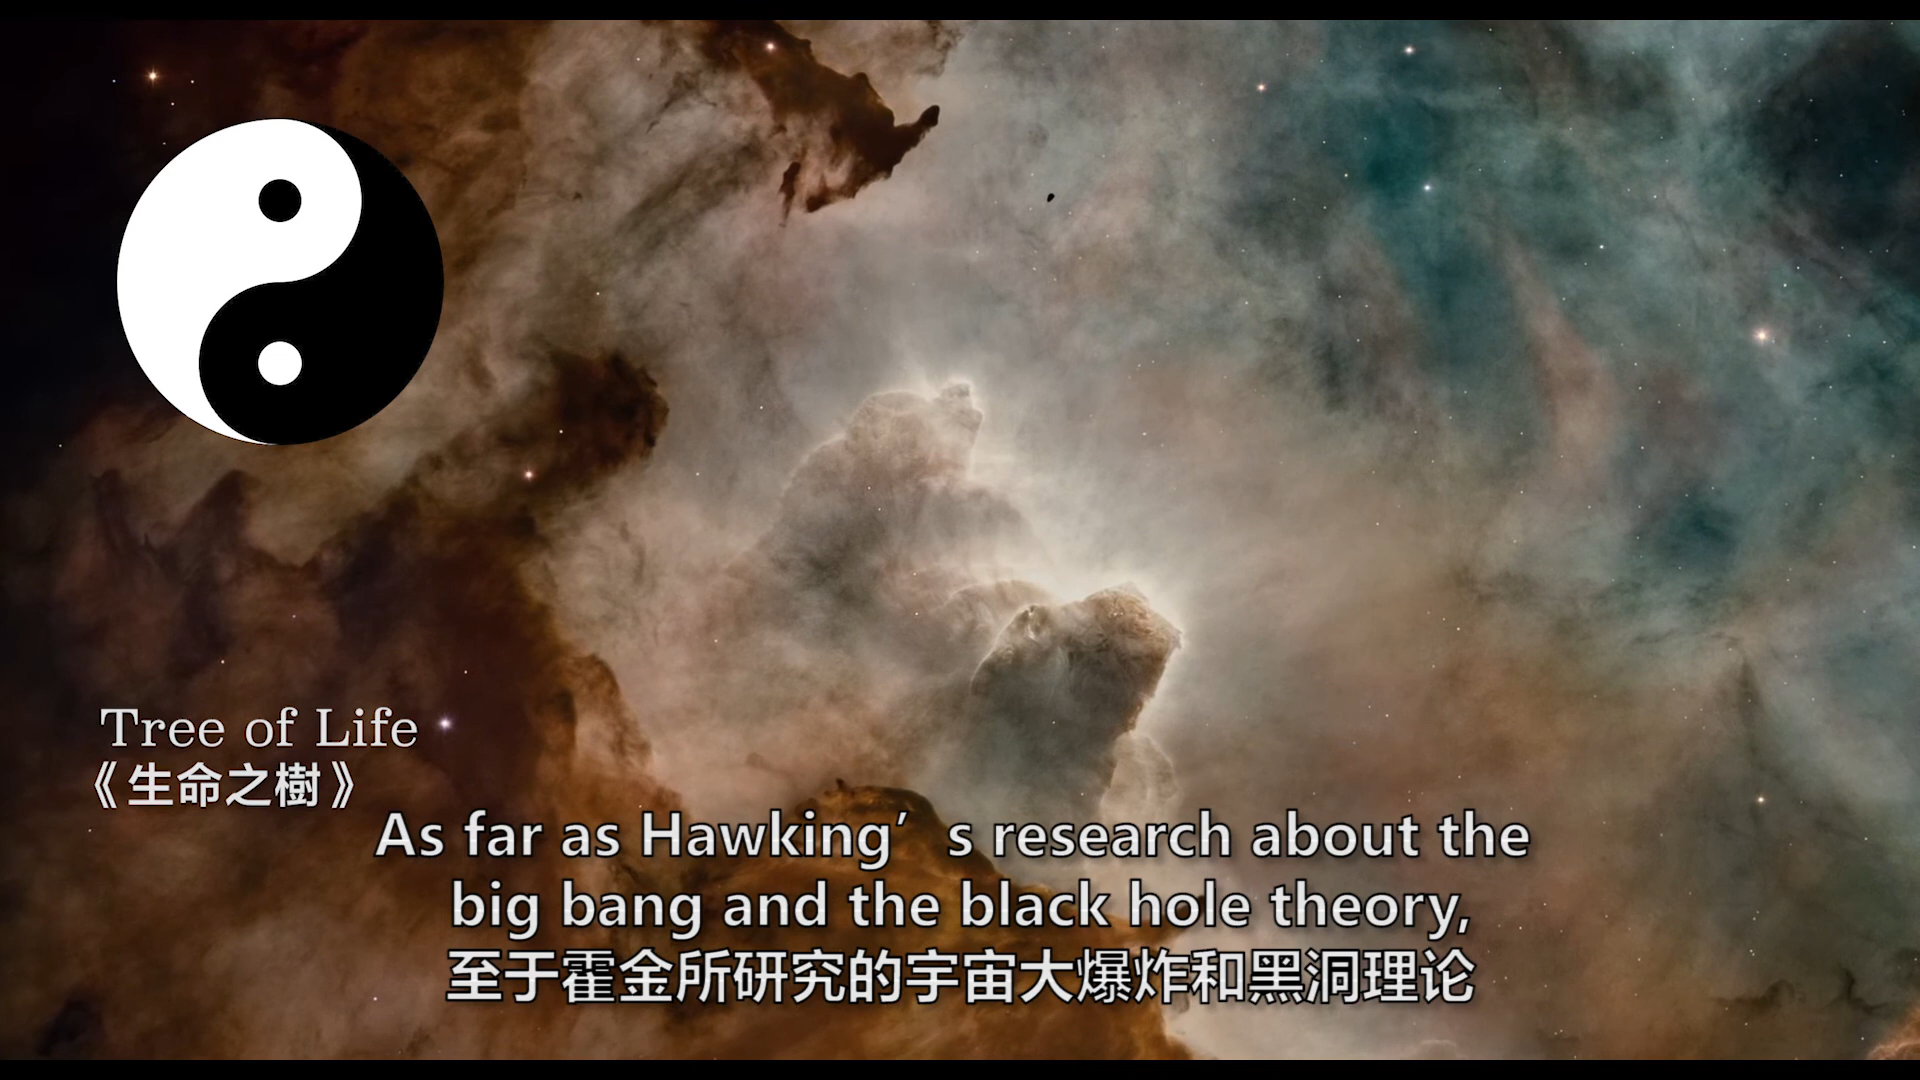 Tree of Life
《生命之樹》
As far as Hawking’s research about the
big bang and the black hole theory,
至于霍金所研究的宇宙大爆炸和黑洞理论